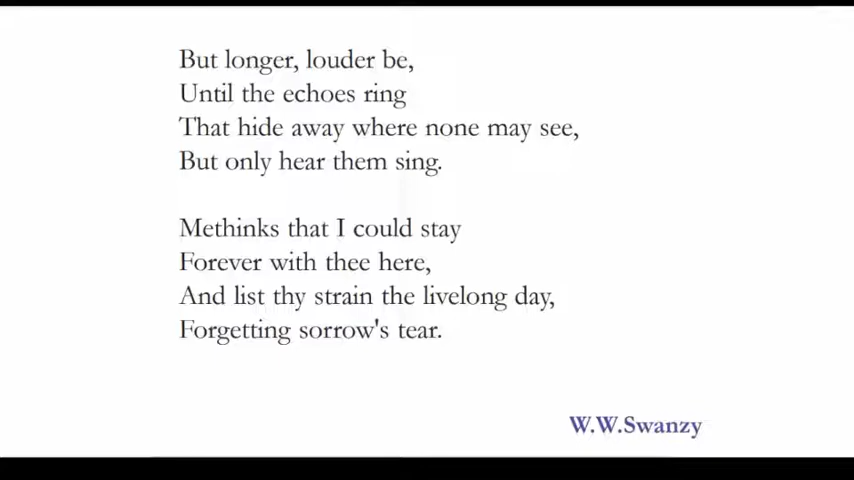 But longer, louder be,
Until the echoes ring
That hide away where none may see,
But only hear them sing.
Methinks that I could stay
Forever with thee here,
And list thy strain the livelong day,
Forgetting sorrow's tear.
W.W.Swanzy